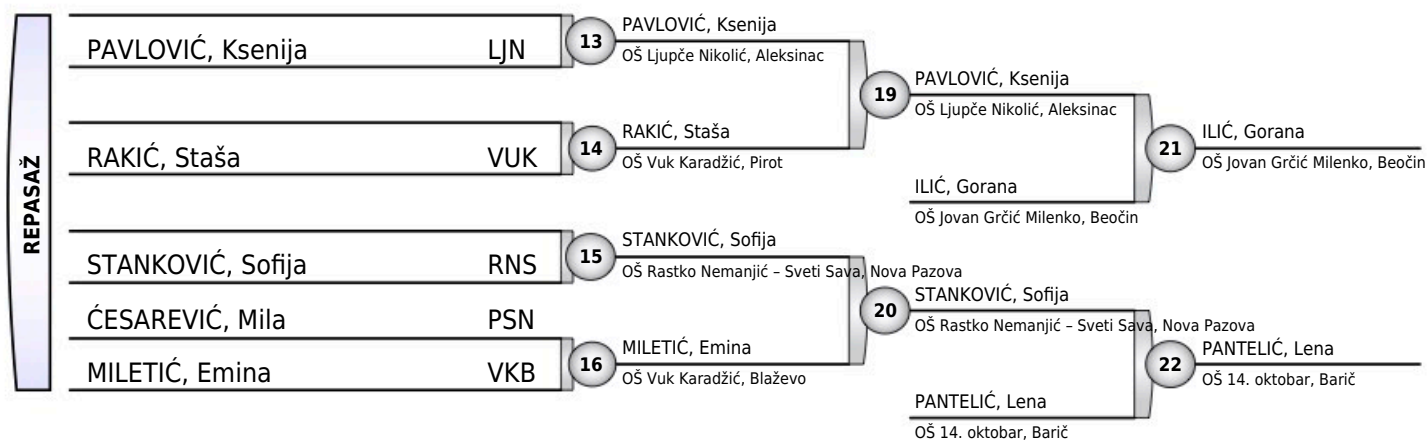 REPASAŽ
PAVLOVIĆ, Ksenija LJN
RAKIĆ, Staša VUK
STANKOVIĆ, Sofija RNS
ĆESAREVIĆ, Mila PSN
MILETIĆ, Emina VKB
13
PAVLOVIĆ, Ksenija
OŠ Ljupče Nikolić, Aleksinac
14
RAKIĆ, Staša
OŠ Vuk Karadžić, Pirot
15
STANKOVIĆ, Sofija
OŠ Rastko Nemanjić – Sveti Sava, Nova Pazova
16
MILETIĆ, Emina
OŠ Vuk Karadžić, Blaževo
19
PAVLOVIĆ, Ksenija
OŠ Ljupče Nikolić, Aleksinac
ILIĆ, Gorana
OŠ Jovan Grčić Milenko, Beočin
20
STANKOVIĆ, Sofija
OŠ Rastko Nemanjić – Sveti Sava, Nova Pazova
PANTELIĆ, Lena
OŠ 14. oktobar, Barič
21
ILIĆ, Gorana
OŠ Jovan Grčić Milenko, Beočin
22
PANTELIĆ, Lena
OŠ 14. oktobar, Barič